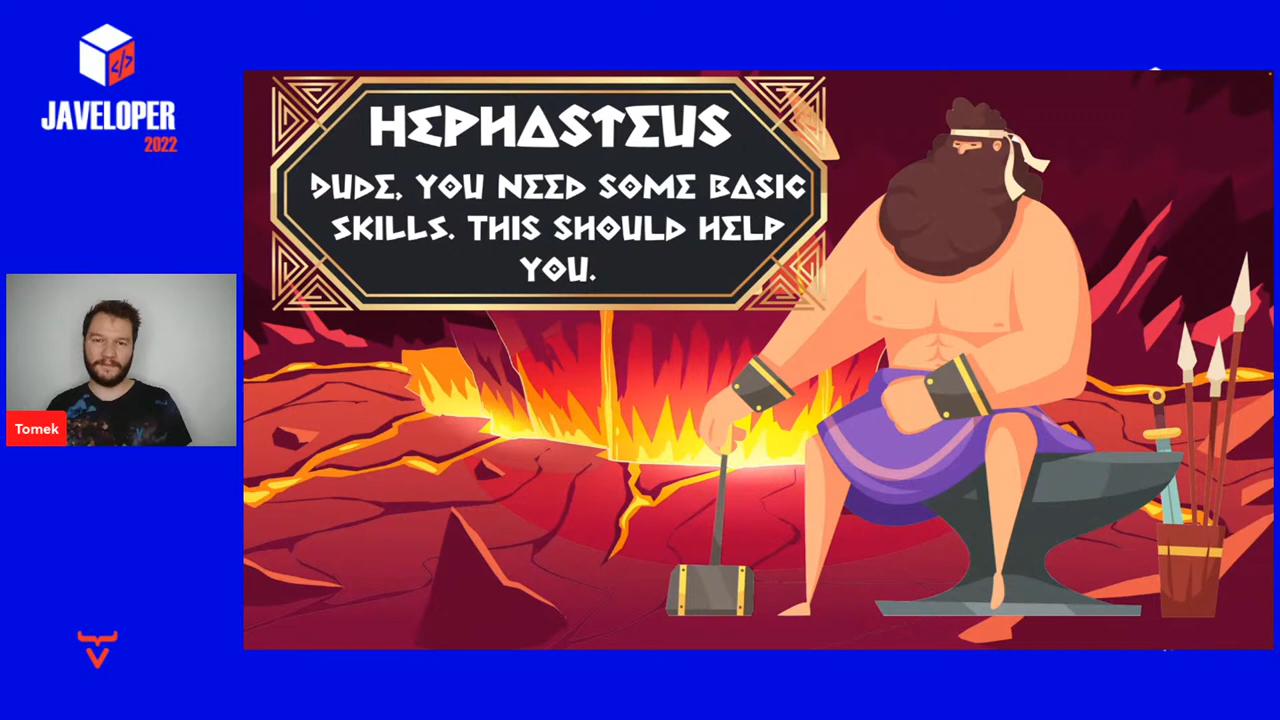 JAVELOPER
2022
HEPHASTEUS
DUDE, YOU NEED SOME BASIC
SKILLS. THIS SHOULD HELP
YOU.
Tomek